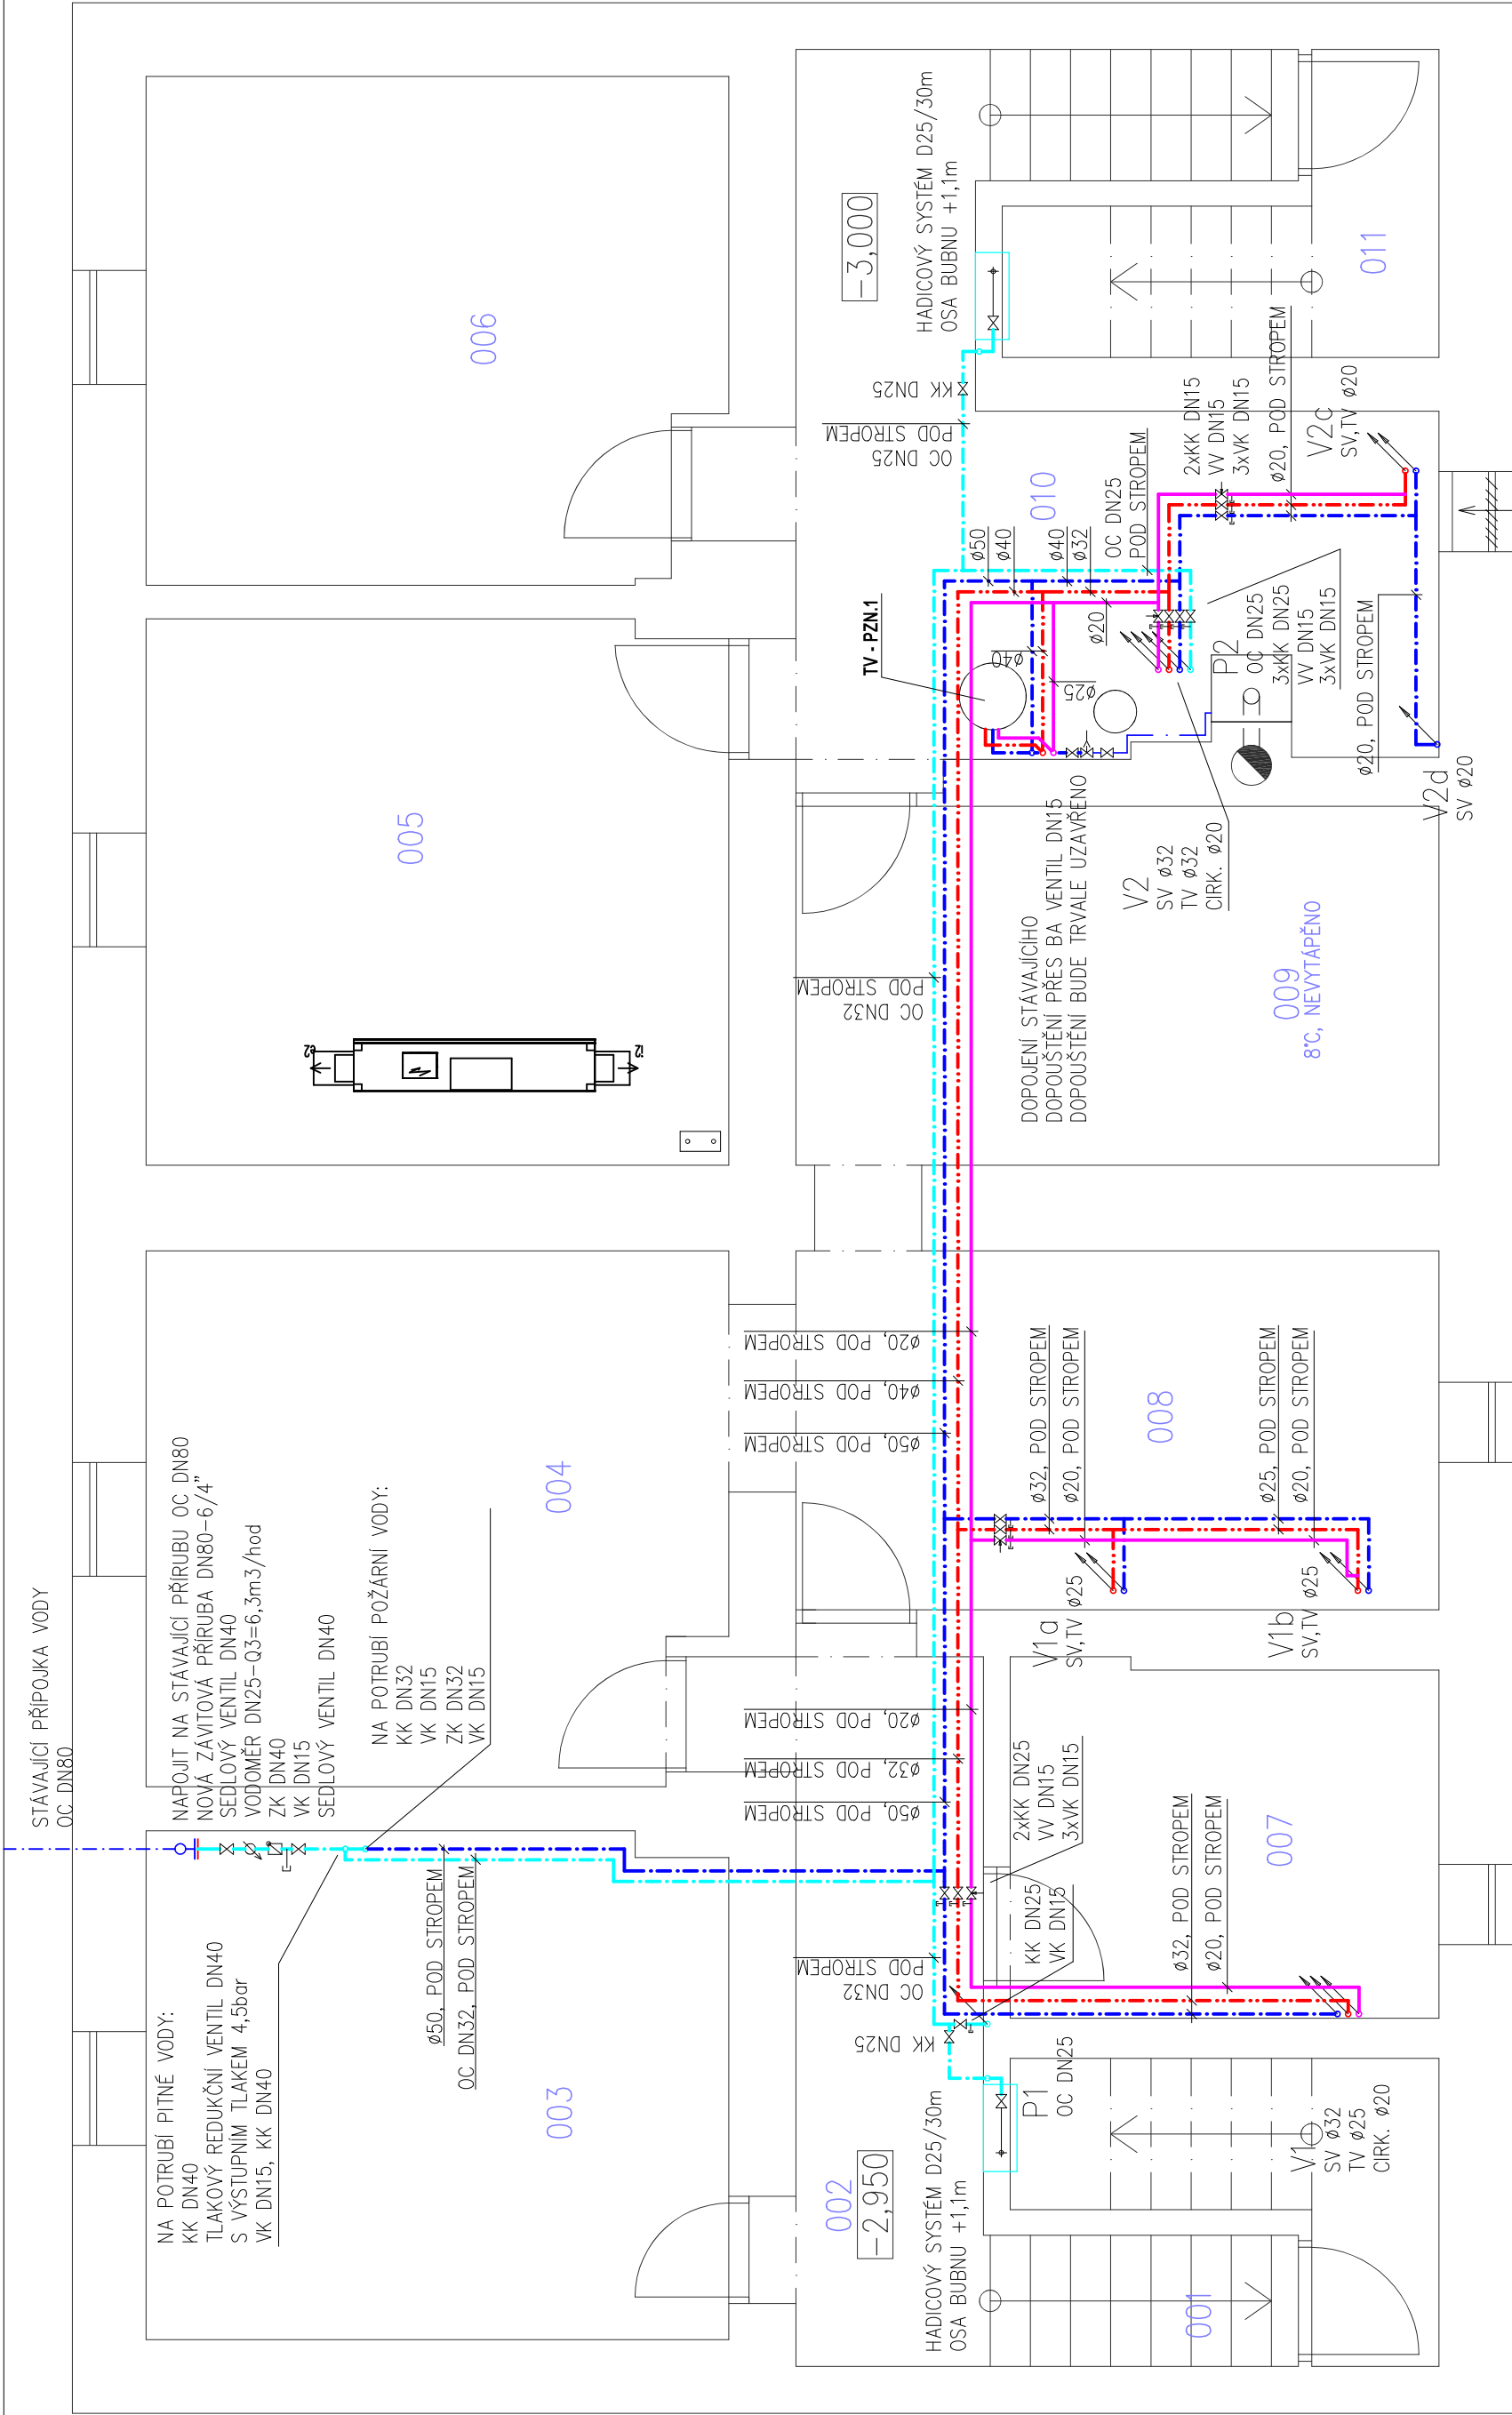 STÁVAJÍCÍ PŘÍPOJKA VODY
OC DN80
NAPOJIT NA STÁVAJÍCÍ PŘÍRUBU OC DN80
NOVÁ ZÁVITOVÁ PŘÍRUBA DN80-6/4"
SEDLOVÝ VENTIL DN40
VODOMĚR DN25-Q3=6,3m3/hod
ZK DN40
VK DN15
SEDLOVÝ VENTIL DN40
NA POTRUBÍ POŽÁRNÍ VODY:
KK DN32
VK DN15
ZK DN32
VK DN15
NA POTRUBÍ PITNÉ VODY:
KK DN40
TLAKOVÝ REDUKČNÍ VENTIL DN40
S VÝSTUPNÍM TLAKEM 4,5bar
VK DN15, KK DN40
ø50, POD STROPEM
OC DN32, POD STROPEM
003
004
005
006
e2
i2
002
-2,950
HADICOVÝ SYSTÉM D25/30m
OSA BUBNU +1,1m
001
KK DN25
OC DN32
POD STROPEM
P1
OC DN25
V1
SV ø32
TV ø25
CIRK. ø20
KK DN25
VK DN15
2xKK DN25
VV DN15
3xVK DN15
ø32, POD STROPEM
ø20, POD STROPEM
007
ø50, POD STROPEM
ø32, POD STROPEM
ø20, POD STROPEM
V1a
SV,TV ø25
V1b
SV,TV ø25
ø32, POD STROPEM
ø20, POD STROPEM
ø25, POD STROPEM
ø20, POD STROPEM
008
ø50, POD STROPEM
ø40, POD STROPEM
ø20, POD STROPEM
OC DN32
POD STROPEM
DOPOJENÍ STÁVAJÍCÍHO
DOPOUŠTĚNÍ PŘES BA VENTIL DN15
DOPOUŠTĚNÍ BUDE TRVALE UZAVŘENO
009
8°C, NEVYTÁPĚNO
V2
SV ø32
TV ø32
CIRK. ø20
TV - PZN.1
ø40
ø25
ø20
ø50
ø40
ø40
ø32
OC DN25
POD STROPEM
010
P2
OC DN25
3xKK DN25
VV DN15
3xVK DN15
ø20, POD STROPEM
V2d
SV ø20
2xKK DN15
VV DN15
3xVK DN15
ø20, POD STROPEM
V2c
SV,TV ø20
OC DN25
POD STROPEM
KK DN25
-3,000
HADICOVÝ SYSTÉM D25/30m
OSA BUBNU +1,1m
011